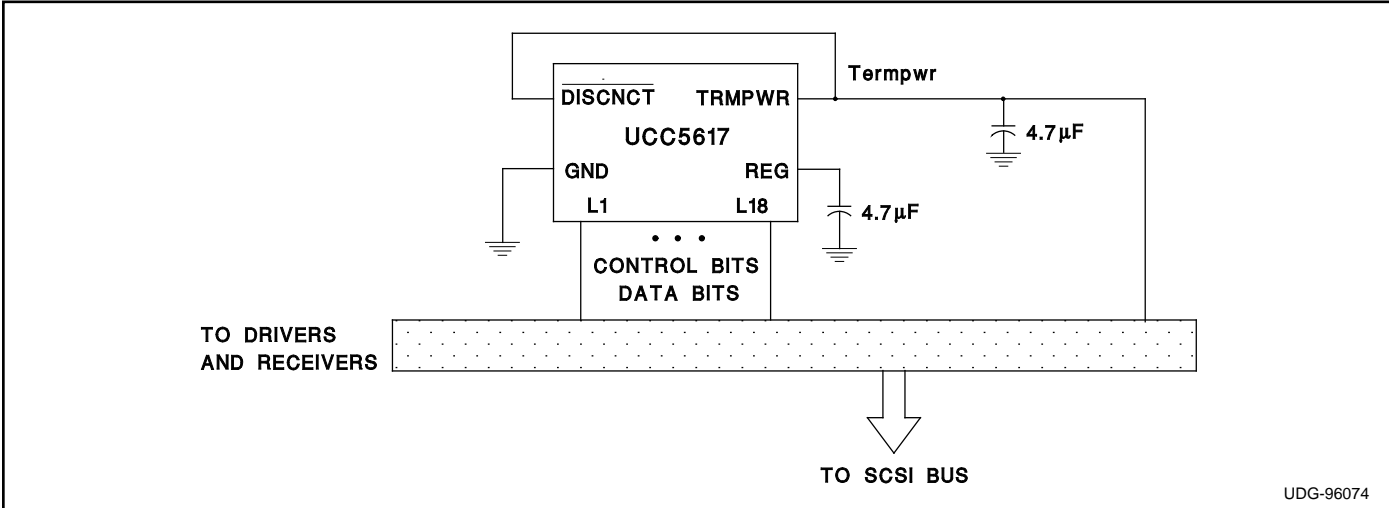 Termpwr
DISCNCT TRMPWR
UCC5617
4.7µF
GND REG
L1 L18
4.7µF
• • •
CONTROL BITS
DATA BITS
TO DRIVERS
AND RECEIVERS
TO SCSI BUS
UDG-96074